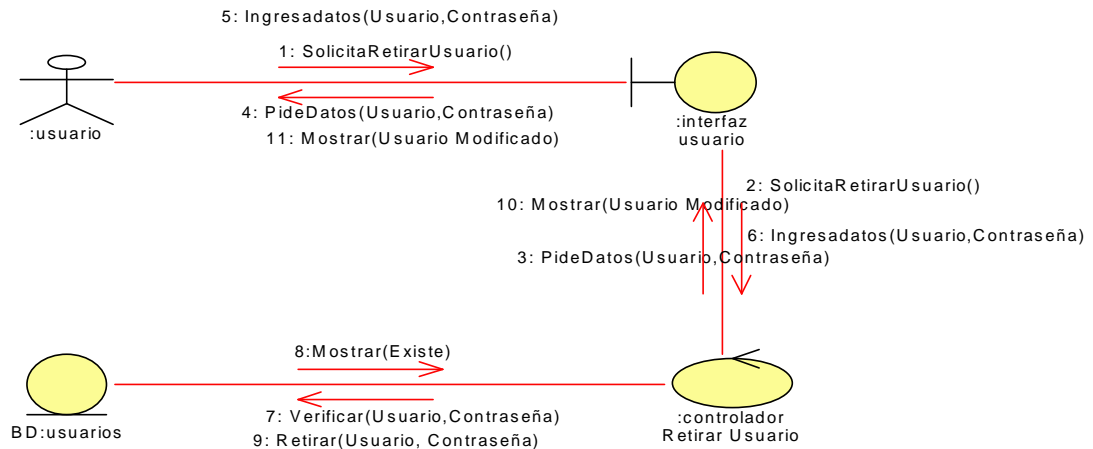 5: Ingresadatos(Usuario,Contraseña)
1: SolicitaRetirarUsuario()
4: PideDatos(Usuario,Contraseña)
11: Mostrar(Usuario Modificado)
:usuario
:interfaz
usuario
2: SolicitaRetirarUsuario()
10: Mostrar(Usuario Modificado)
6: Ingresadatos(Usuario,Contraseña)
3: PideDatos(Usuario,Contraseña)
8:Mostrar(Existe)
7: Verificar(Usuario,Contraseña)
9: Retirar(Usuario, Contraseña)
BD:usuarios
:controlador
Retirar Usuario